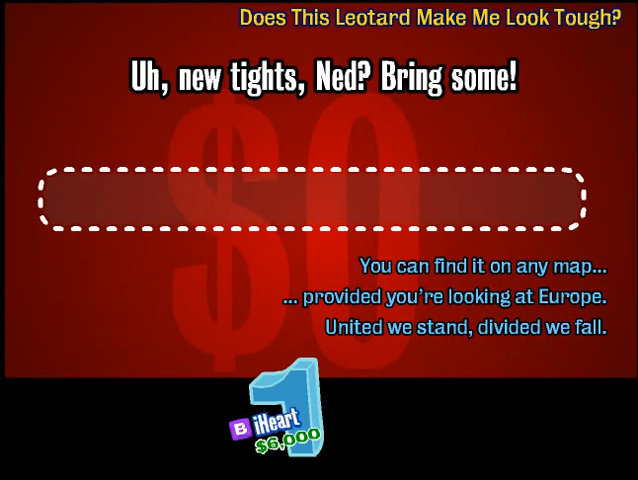 Does This Leotard Make Me Look Tough?
Uh, new tights, Ned? Bring some!
$0
You can find it on any map...
... provided you're looking at Europe.
United we stand, divided we fall.
1
B iHeart
$6,000